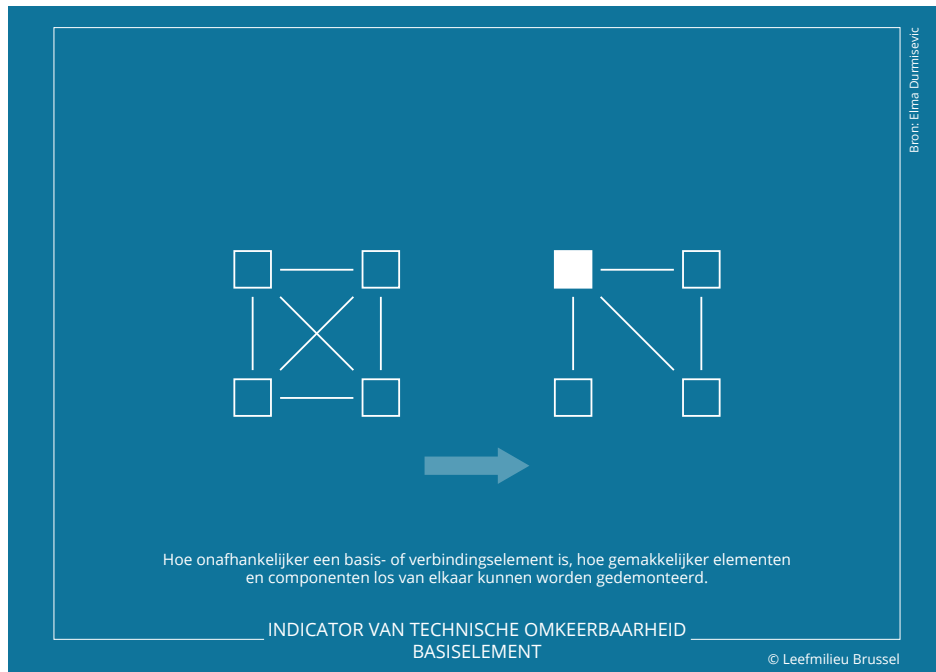 Bron: Elma Durmisevic
Hoe onafhankelijker een basis- of verbindingselement is, hoe gemakkelijker elementen
en componenten los van elkaar kunnen worden gedemonteerd.
INDICATOR VAN TECHNISCHE OMKEERBAARHEID
BASISELEMENT
© Leefmilieu Brussel